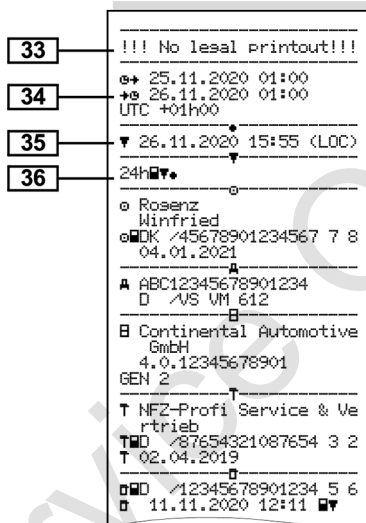 !!! No legal printout!!!
33
25.11.2020 01:00
34
26.11.2020 01:00
UTC +01h00
35
▼ 26.11.2020 15:55 (LOC)
36
24h
Rogenz
Winfried
DK /45678901234567 7 8
04.01.2021
A
A ABC12345678901234
D /VS VM 612
B
B Continental Automotive
GmbH
4.0.12345678901
GEN 2
T
T NFZ-Profi Service & Ve
rtrieb
T D /87654321087654 3 2
T 02.04.2019
D /12345678901234 5 6
11.11.2020 12:11